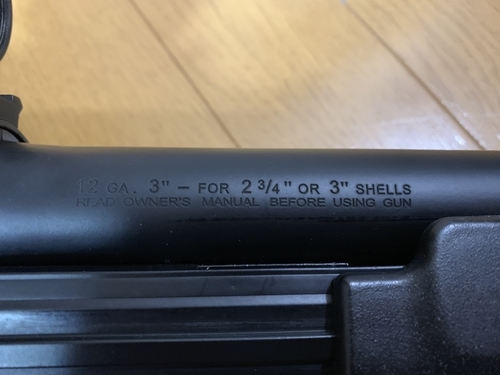 12 GA. 3" – FOR 2 3/4" OR 3" SHELLS
READ OWNER'S MANUAL BEFORE USING GUN